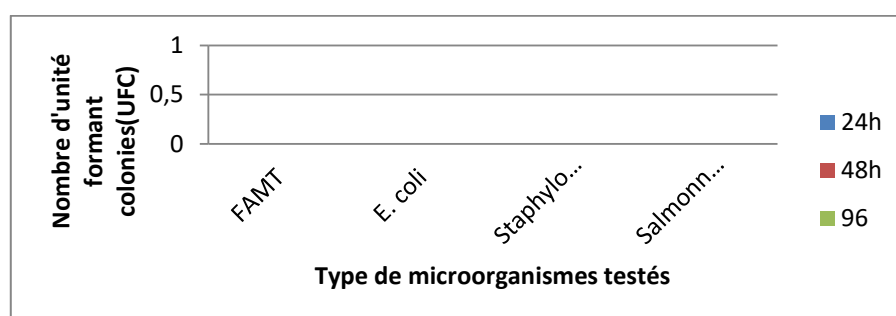 Nombre d'unité
formant
colonies(UFC)
1
0,5
0
FAMT
E. coli
Staphylo...
Salmonn...
Type de microorganismes testés
24h
48h
96